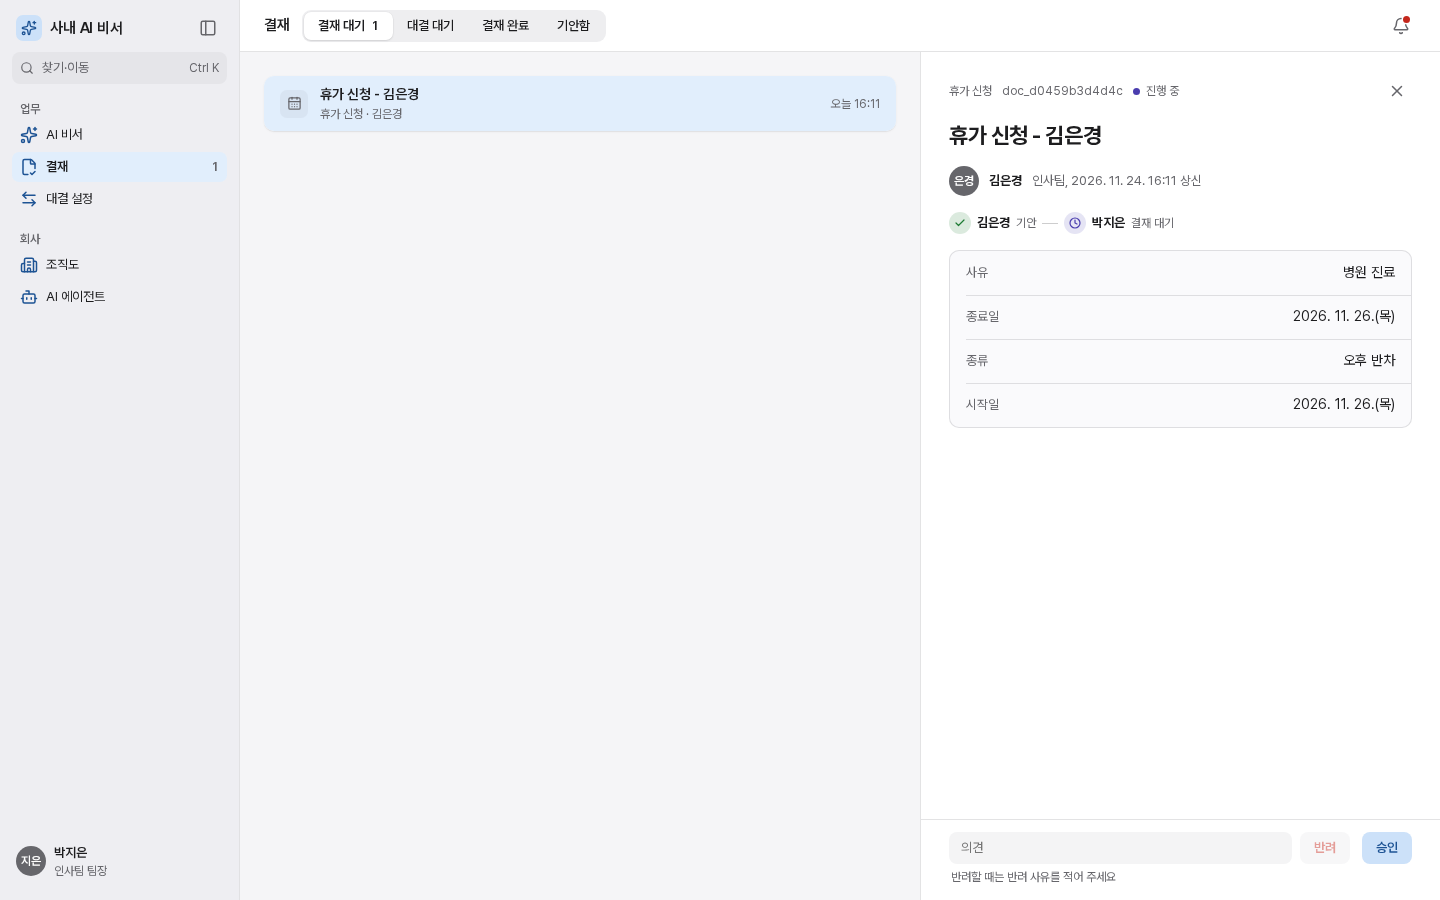 사내 AI 비서
찾기·이동 Ctrl K
업무
AI 비서
결재 1
대결 설정
회사
조직도
AI 에이전트
지은 박지은
인사팀 팀장
결재 결재 대기 1 대결 대기 결재 완료 기안함
휴가 신청 - 김은경
휴가 신청 · 김은경
오늘 16:11
휴가 신청 doc_d0459b3d4d4c 진행 중
휴가 신청 - 김은경
은경 김은경 인사팀, 2026. 11. 24. 16:11 상신
김은경 기안 박지은 결재 대기
사유 병원 진료
종료일 2026. 11. 26.(목)
종류 오후 반차
시작일 2026. 11. 26.(목)
의견 반려 승인
반려할 때는 반려 사유를 적어 주세요